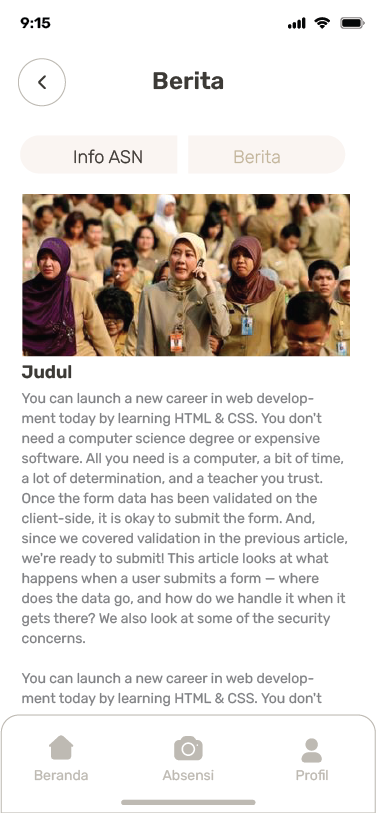 9:15
Berita
Info ASN
Berita
Judul
You can launch a new career in web develop-
ment today by learning HTML & CSS. You don't
need a computer science degree or expensive
software. All you need is a computer, a bit of time,
a lot of determination, and a teacher you trust.
Once the form data has been validated on the
client-side, it is okay to submit the form. And,
since we covered validation in the previous article,
we're ready to submit! This article looks at what
happens when a user submits a form — where
does the data go, and how do we handle it when it
gets there? We also look at some of the security
concerns.
You can launch a new career in web develop-
ment today by learning HTML & CSS. You don't
Beranda
Absensi
Profil